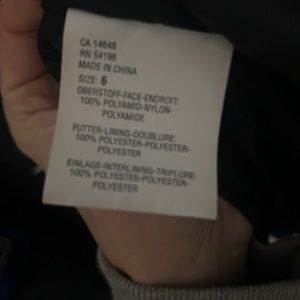 CA 14648
RN 54198
MADE IN CHINA
SIZE: 6
OBERSTOFF-FACE-ENDROIT:
100% POLYAMID-NYLON-
POLYAMIDE
FUTTER-LINING-DOUBLURE:
100% POLYESTER-POLYESTER-
POLYESTER
EINLAGE-INTERLINING-TRIPLURE:
100% POLYESTER-POLYESTER-
POLYESTER